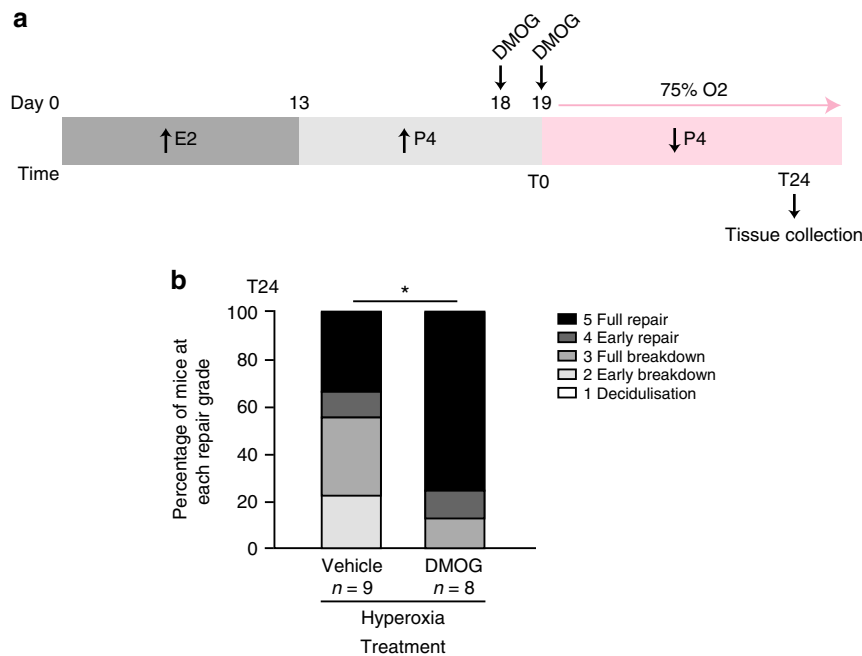 a
DMOG DMOG
Day 0 13 18 19 75% O2
E2 P4 P4
Time T0 T24
Tissue collection
b
T24
*
Percentage of mice at
each repair grade
100
80
60
40
20
0
5 Full repair
4 Early repair
3 Full breakdown
2 Early breakdown
1 Decidulisation
Vehicle DMOG
n = 9 n = 8
Hyperoxia
Treatment